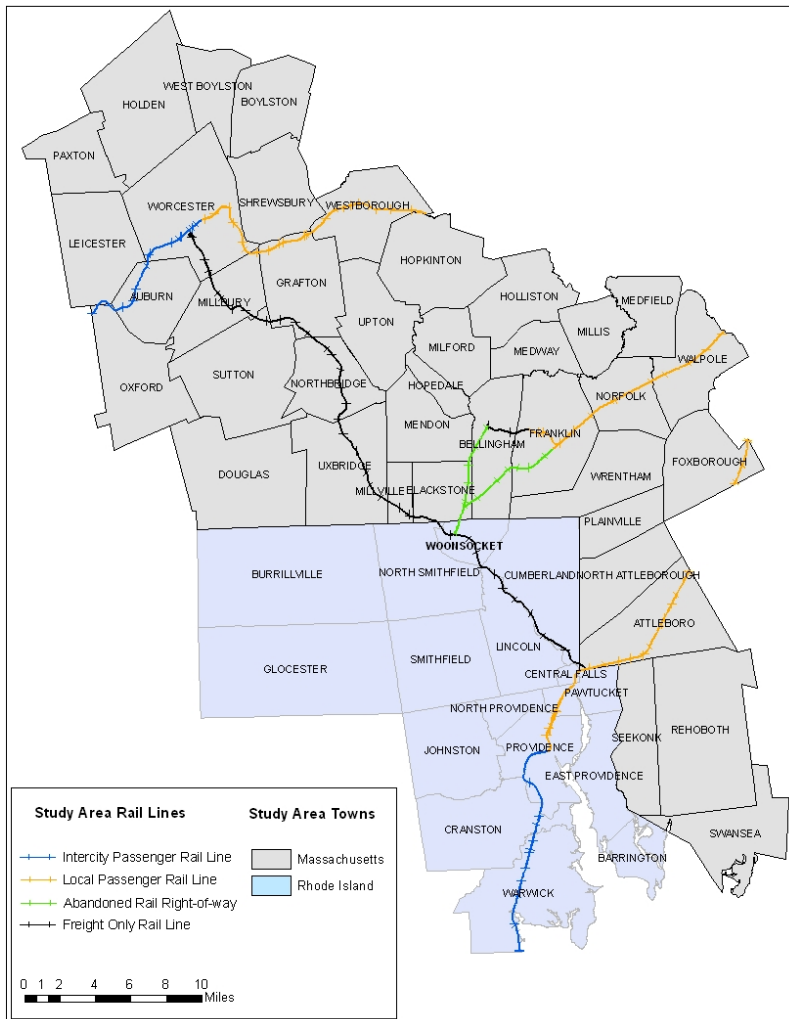 WEST BOYLSTON
HOLDEN
BOYLSTON
PAXTON
SHREWSBURY
WESTBOROUGH
WORCESTER
LEICESTER
HOPKINTON
GRAFTON
AUBURN
MILLBURY
HOLLISTON
MEDFIELD
UPTON
MILLIS
MILFORD
MEDWAY
WALPOLE
SUTTON
OXFORD
NORTHBRIDGE
HOPEDALE
NORFOLK
MENDON
FRANKLIN
BELLINGHAM
FOXBOROUGH
UXBRIDGE
DOUGLAS
WRENTHAM
MILLVILLE
BLACKSTONE
PLAINVILLE
WOONSOCKET
BURRILLVILLE
NORTH SMITHFIELD
CUMBERLAND
NORTH ATTLEBOROUGH
ATTLEBORO
LINCOLN
GLOCESTER
SMITHFIELD
CENTRAL FALLS
PAWTUCKET
NORTH PROVIDENCE
REHOBOTH
SEEKONK
JOHNSTON
PROVIDENCE
EAST PROVIDENCE
CRANSTON
SWANSEA
BARRINGTON
WARWICK
Study Area Rail Lines
Intercity Passenger Rail Line
Local Passenger Rail Line
Abandoned Rail Right-of-way
Freight Only Rail Line
Study Area Towns
Massachusetts
Rhode Island
0 1 2 4 6 8 10
Miles